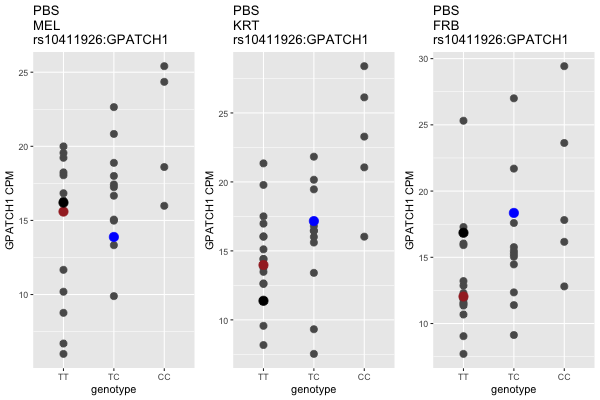 PBS
MEL
rs10411926:GPATCH1
GPATCH1 CPM
25
20
15
10
TT TC CC
genotype
PBS
KRT
rs10411926:GPATCH1
GPATCH1 CPM
25
20
15
10
TT TC CC
genotype
PBS
FRB
rs10411926:GPATCH1
GPATCH1 CPM
30
25
20
15
10
TT TC CC
genotype